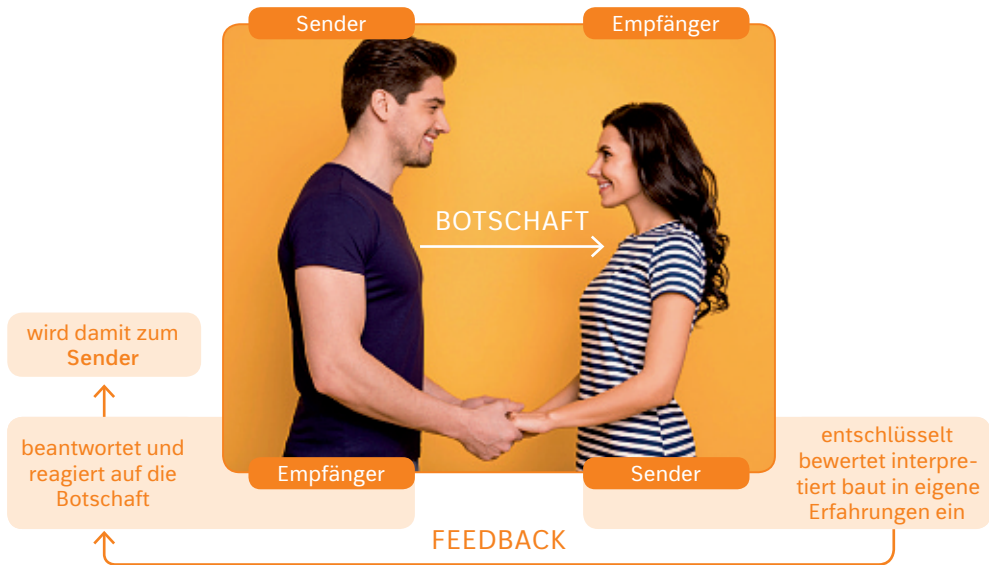 Sender
Empfänger
BOTSCHAFT
wird damit zum
Sender
beantwortet und
reagiert auf die
Botschaft
Empfänger
Sender
entschlüsselt
bewertet interpre-
tiert baut in eigene
Erfahrungen ein
FEEDBACK